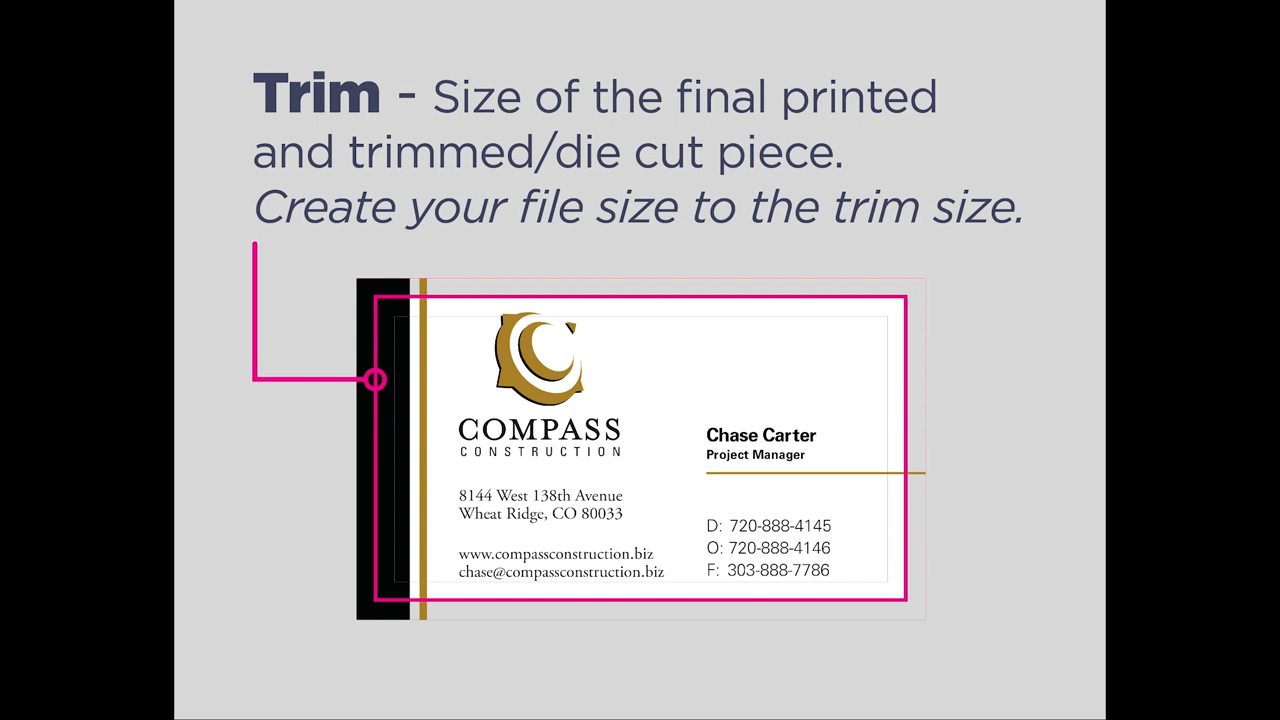 Trim - Size of the final printed
and trimmed/die cut piece.
Create your file size to the trim size.
COMPASS
CONSTRUCTION
8144 West 138th Avenue
Wheat Ridge, CO 80033
www.compassconstruction.biz
chase@compassconstruction.biz
Chase Carter
Project Manager
D: 720-888-4145
O: 720-888-4146
F: 303-888-7786